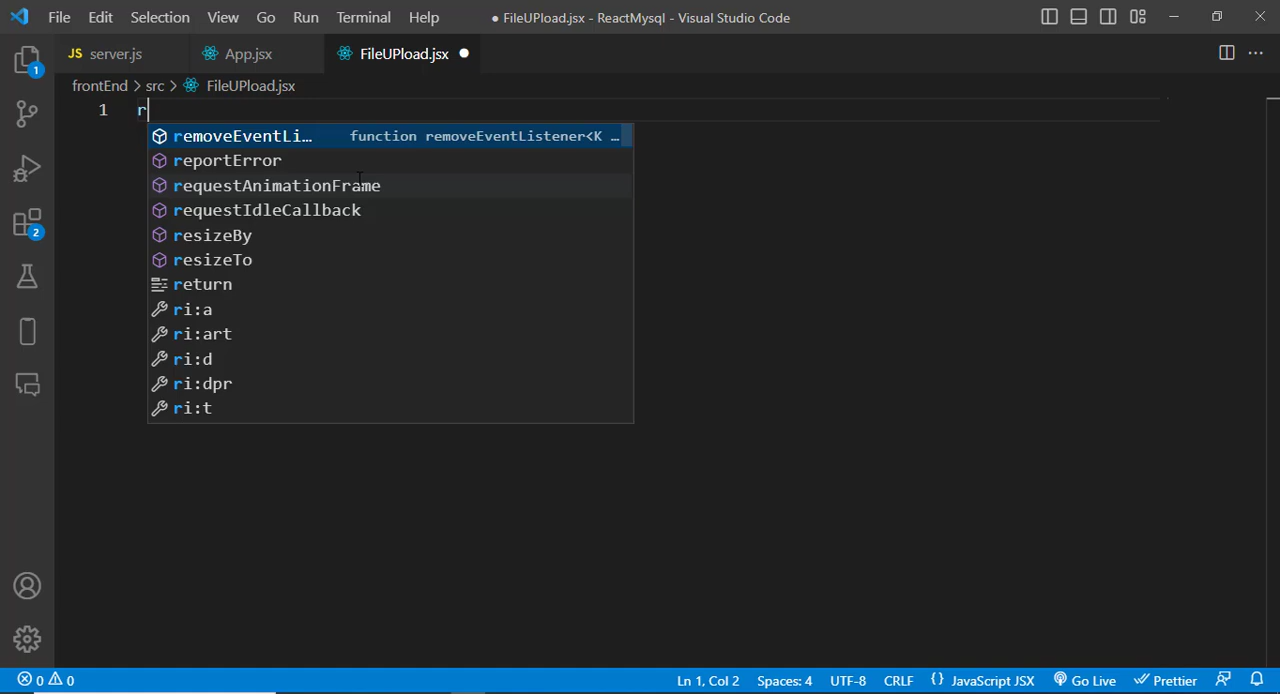 File Edit Selection View Go Run Terminal Help ● FileUPload.jsx - ReactMysql - Visual Studio Code
JS server.js App.jsx FileUPload.jsx
frontEnd > src > FileUPload.jsx
1 r
removeEventLi… function removeEventListener<K …
reportError
requestAnimationFrame
requestIdleCallback
resizeBy
resizeTo
return
ri:a
ri:art
ri:d
ri:dpr
ri:t
1
2
0 0 Ln 1, Col 2 Spaces: 4 UTF-8 CRLF {} JavaScript JSX Go Live Prettier